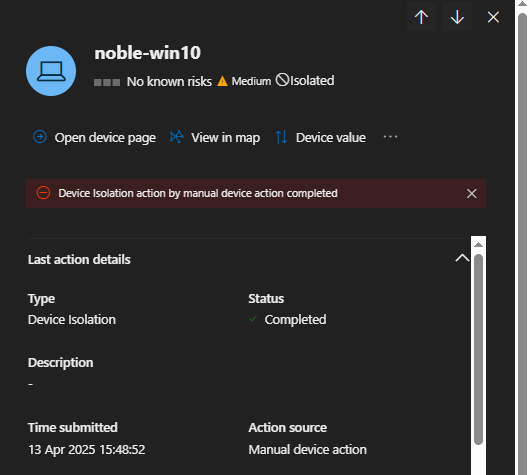 noble-win10
No known risks Medium Isolated
Open device page View in map Device value ...
Device Isolation action by manual device action completed
Last action details
Type Status
Device Isolation Completed
Description
-
Time submitted Action source
13 Apr 2025 15:48:52 Manual device action